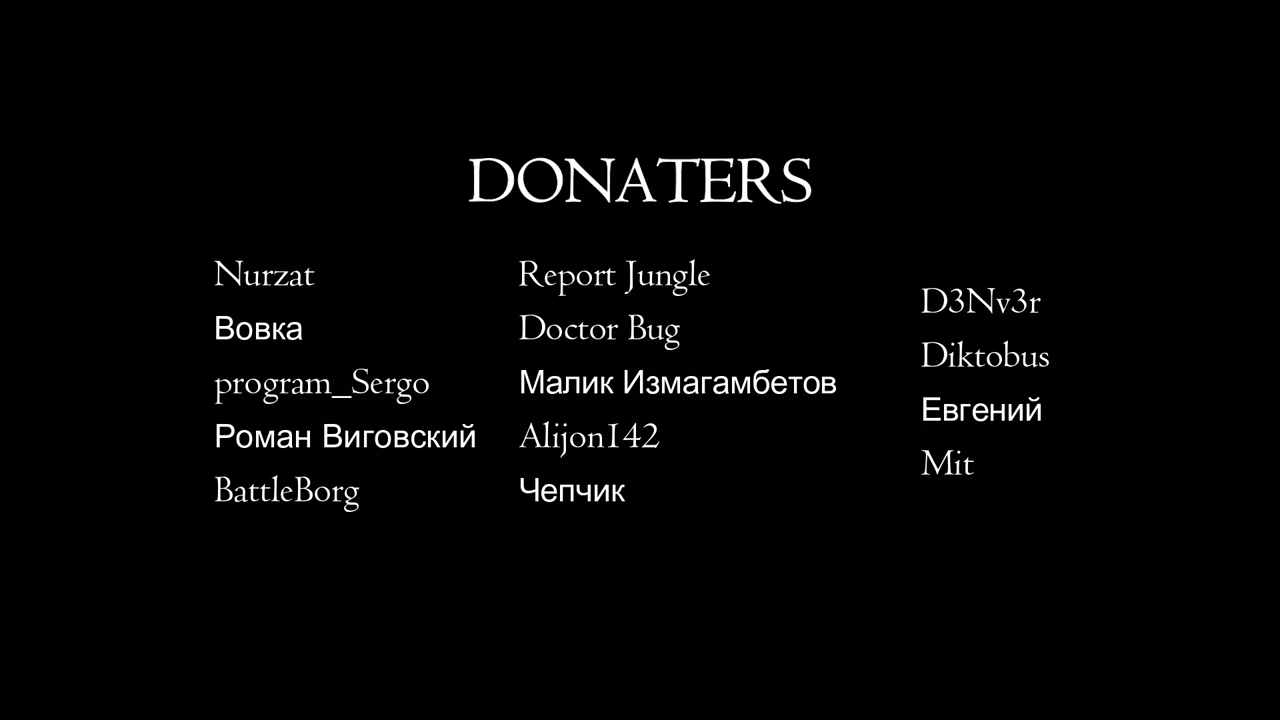 DONATERS
Nurzat
Вовка
program_Sergo
Роман Виговский
BattleBorg
Report Jungle
Doctor Bug
Малик Измагамбетов
Alijon142
Чепчик
D3Nv3r
Diktobus
Евгений
Mit